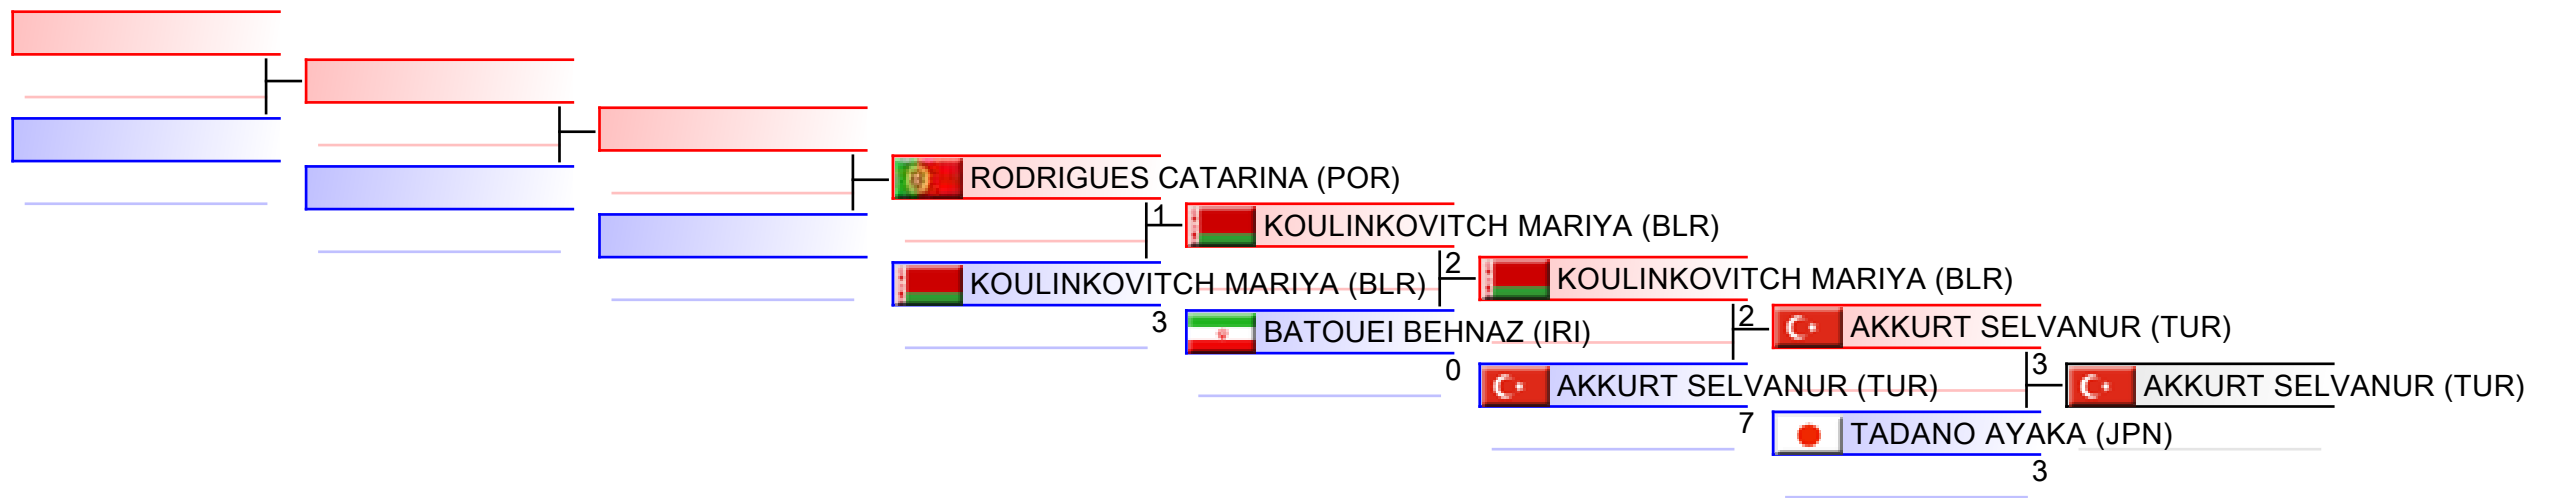 RODRIGUES CATARINA (POR)
1
KOULINKOVITCH MARIYA (BLR)
2
KOULINKOVITCH MARIYA (BLR)
KOULINKOVITCH MARIYA (BLR)
3
BATOUEI BEHNAZ (IRI)
2
AKKURT SELVANUR (TUR)
0
AKKURT SELVANUR (TUR)
3
AKKURT SELVANUR (TUR)
7
TADANO AYAKA (JPN)
3